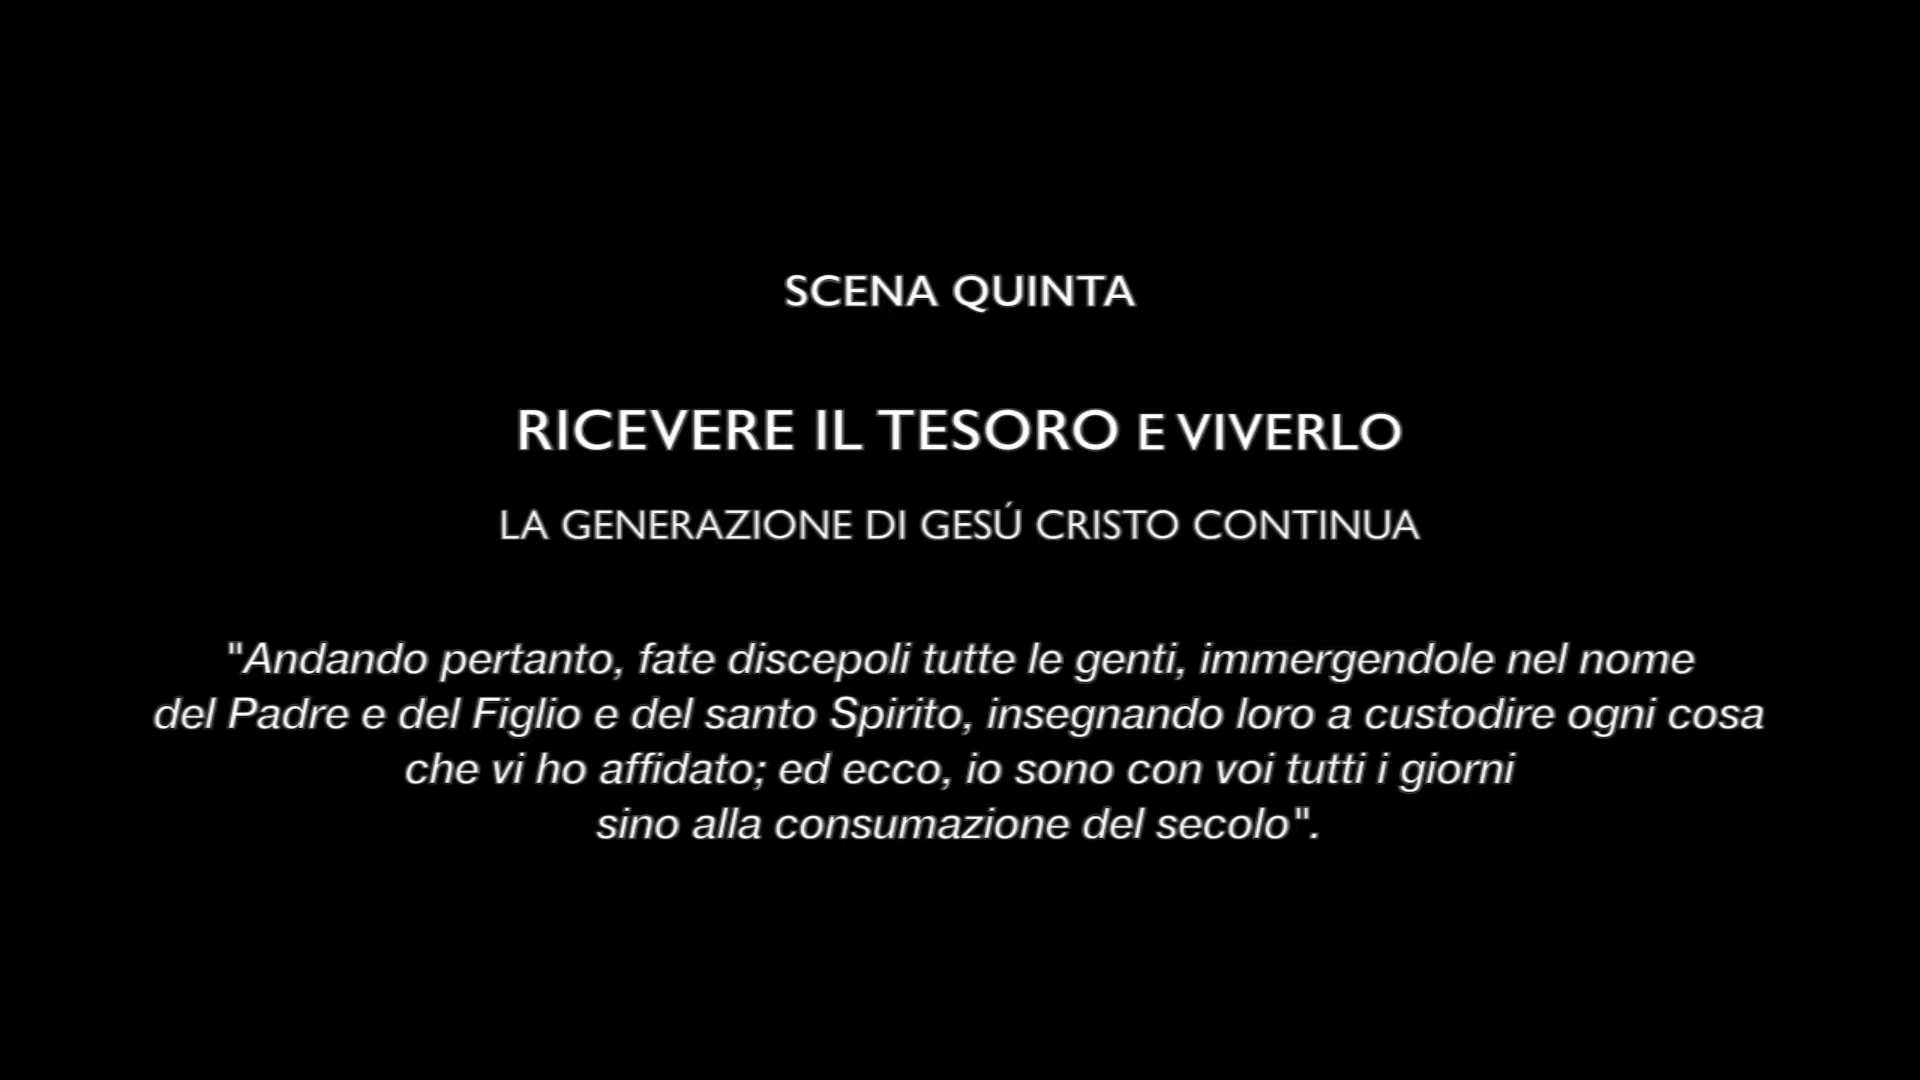 SCENA QUINTA
RICEVERE IL TESORO E VIVERLO
LA GENERAZIONE DI GESÚ CRISTO CONTINUA
"Andando pertanto, fate discepoli tutte le genti, immergendole nel nome
del Padre e del Figlio e del santo Spirito, insegnando loro a custodire ogni cosa
che vi ho affidato; ed ecco, io sono con voi tutti i giorni
sino alla consumazione del secolo".